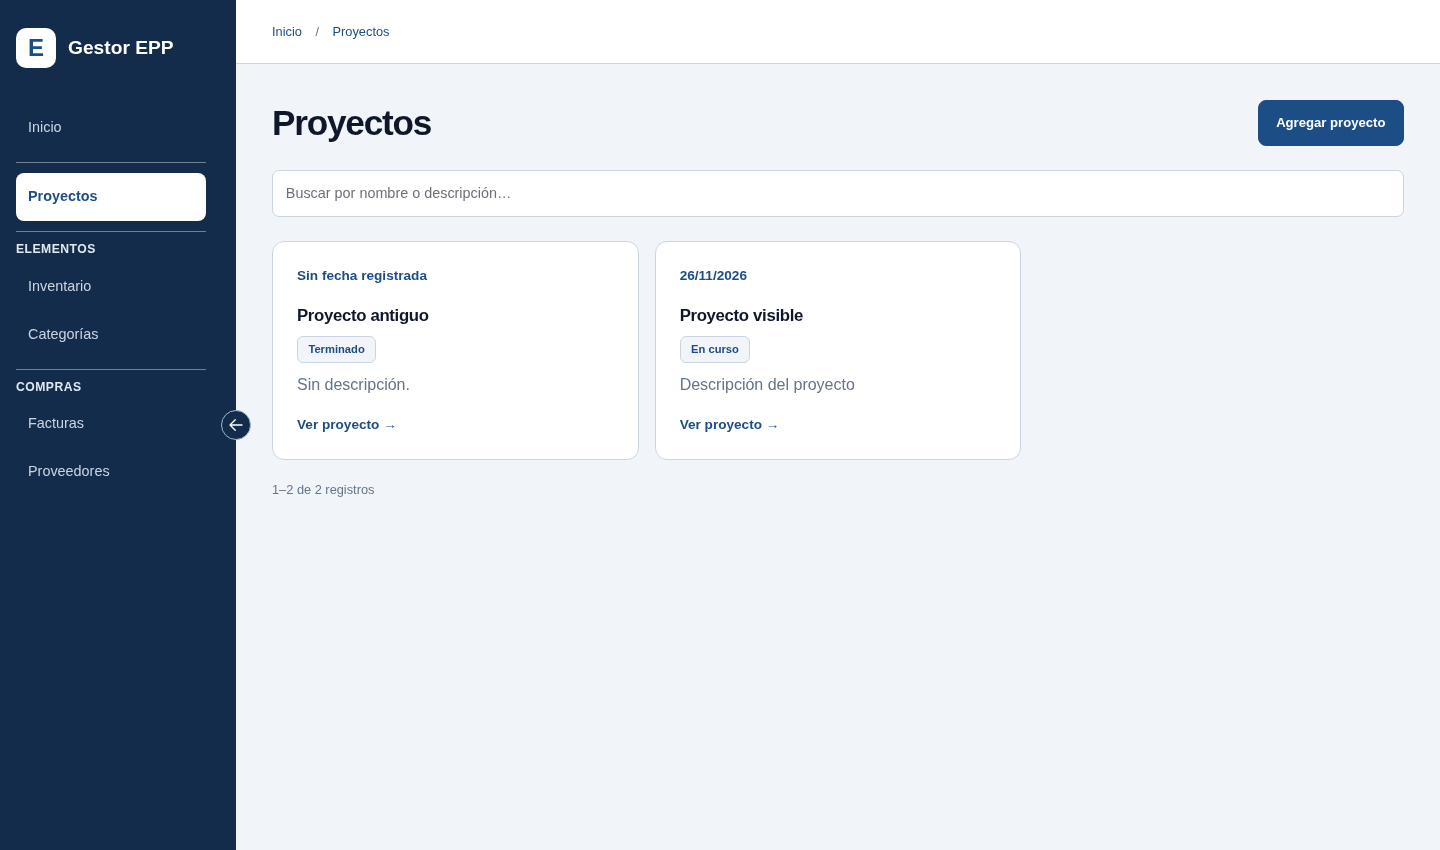 E
Gestor EPP
Inicio
Proyectos
ELEMENTOS
Inventario
Categorías
COMPRAS
Facturas
Proveedores
Inicio / Proyectos
Proyectos
Agregar proyecto
Buscar por nombre o descripción…
Sin fecha registrada
Proyecto antiguo
Terminado
Sin descripción.
Ver proyecto →
26/11/2026
Proyecto visible
En curso
Descripción del proyecto
Ver proyecto →
1–2 de 2 registros